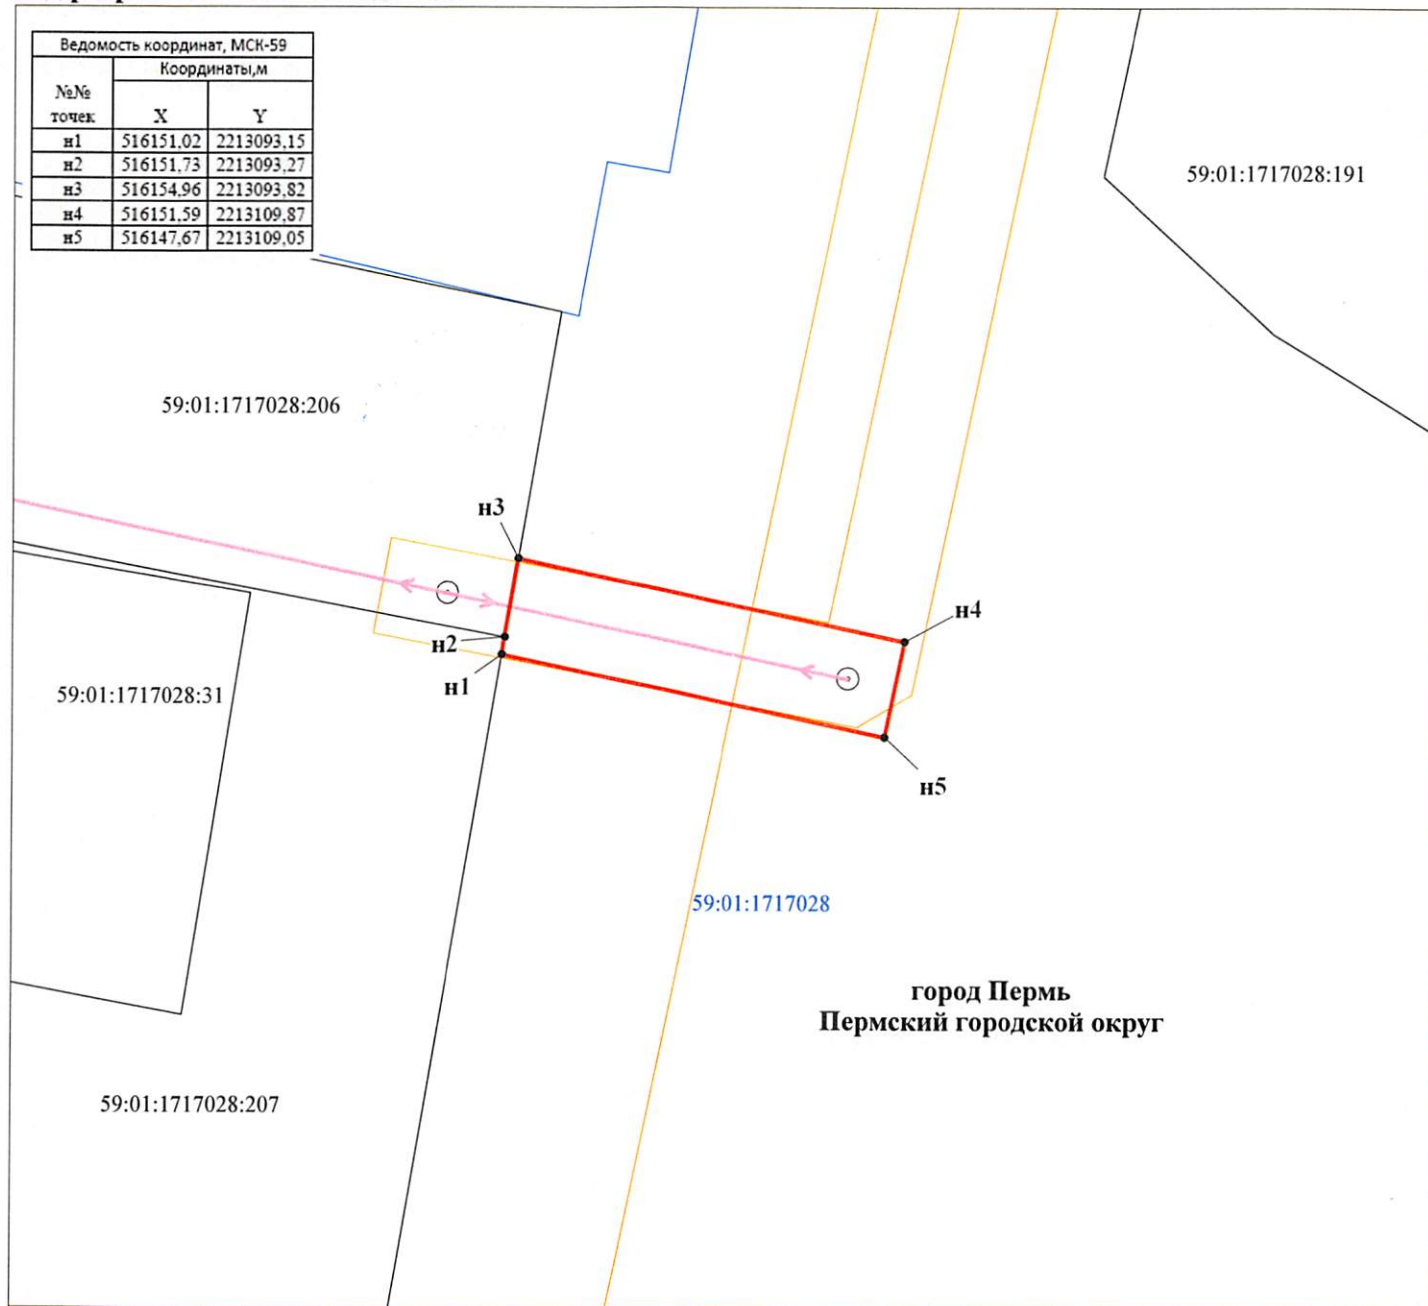 Ведомость координат, МСК-59
№№ точек
Координаты,м
X Y
н1 516151,02 2213093,15
н2 516151,73 2213093,27
н3 516154,96 2213093,82
н4 516151,59 2213109,87
н5 516147,67 2213109,05
59:01:1717028:191
59:01:1717028:206
н3
н4
н2
н1
59:01:1717028:31
н5
59:01:1717028
город Пермь
Пермский городской округ
59:01:1717028:207